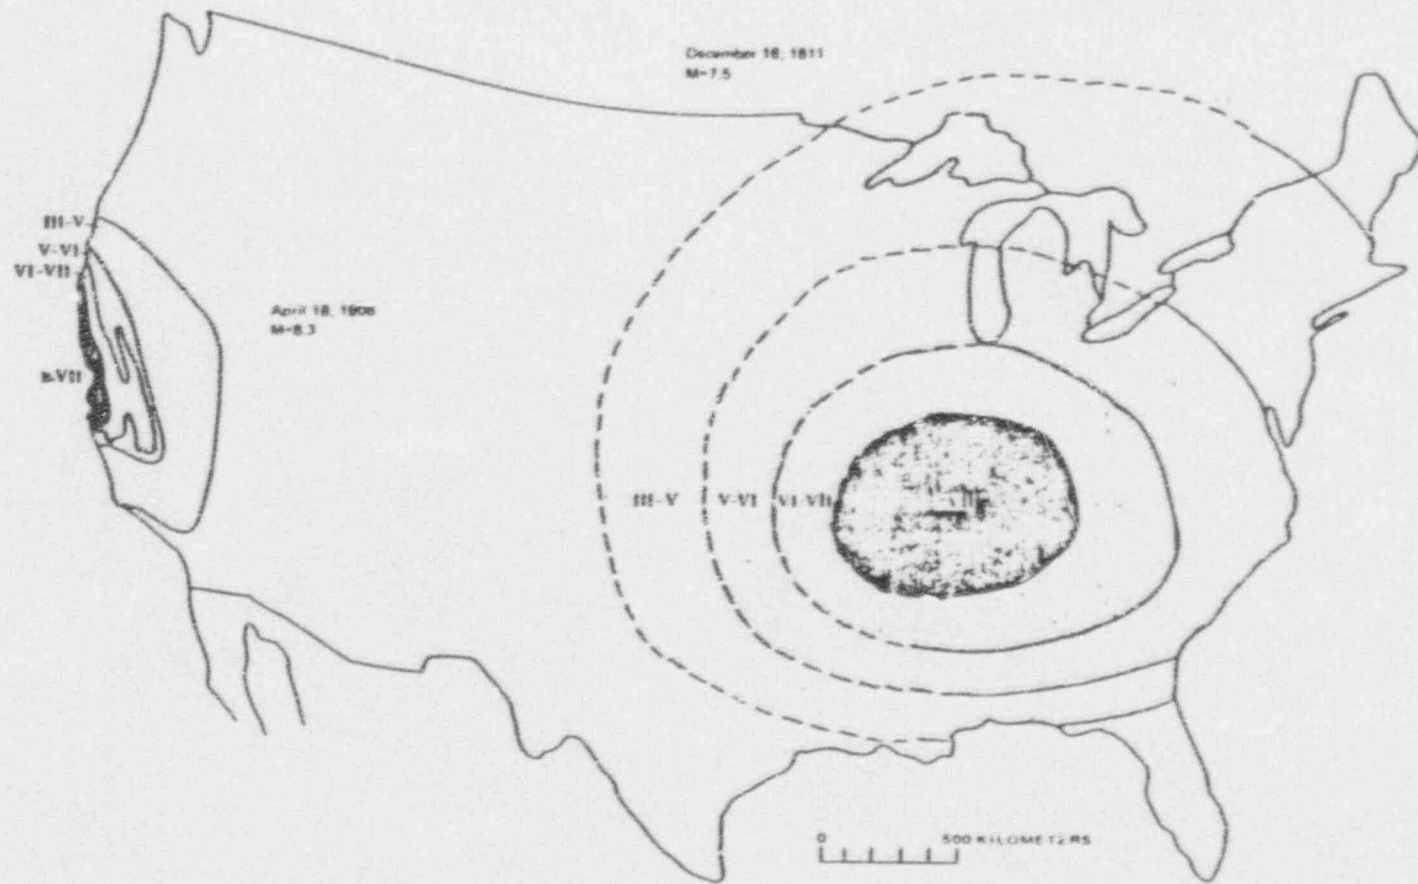 December 16, 1811
M=7.5
III-V
V-VI
VI-VII
April 18, 1906
M=8.3
III-V V-VI VI-VII
0 500 KILOMETERS